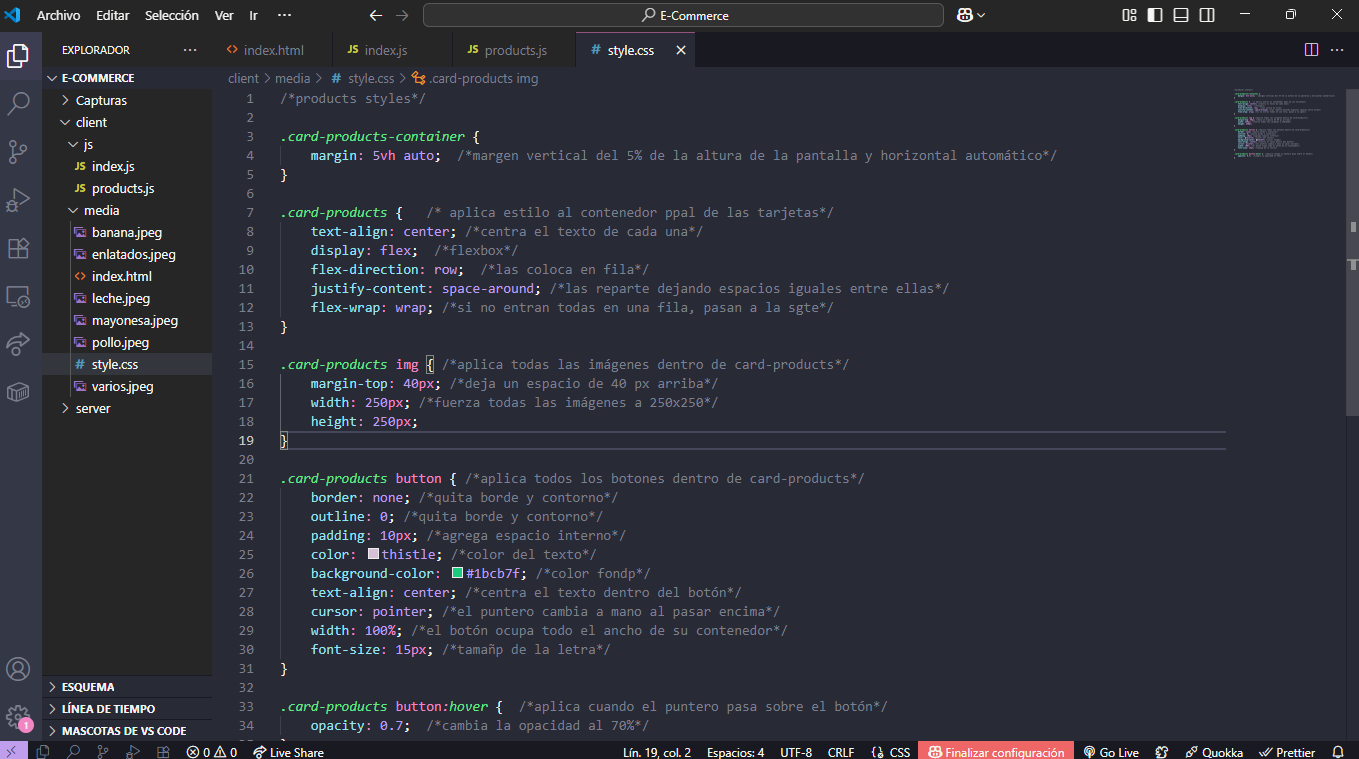 Archivo Editar Selección Ver Ir ··· E-Commerce
EXPLORADOR ···
index.html JS index.js JS products.js # style.css
E-COMMERCE
Capturas
client
js
JS index.js
JS products.js
media
banana.jpeg
enlatados.jpeg
index.html
leche.jpeg
mayonesa.jpeg
pollo.jpeg
# style.css
varios.jpeg
server
ESQUEMA
LÍNEA DE TIEMPO
MASCOTAS DE VS CODE
client > media > # style.css > .card-products img
1 /*products styles*/
2
3 .card-products-container {
4 margin: 5vh auto; /*margen vertical del 5% de la altura de la pantalla y horizontal automático*/
5 }
6
7 .card-products { /* aplica estilo al contenedor ppal de las tarjetas*/
8 text-align: center; /*centra el texto de cada una*/
9 display: flex; /*flexbox*/
10 flex-direction: row; /*las coloca en fila*/
11 justify-content: space-around; /*las reparte dejando espacios iguales entre ellas*/
12 flex-wrap: wrap; /*si no entran todas en una fila, pasan a la sgte*/
13 }
14
15 .card-products img { /*aplica todas las imágenes dentro de card-products*/
16 margin-top: 40px; /*deja un espacio de 40 px arriba*/
17 width: 250px; /*fuerza todas las imágenes a 250x250*/
18 height: 250px;
19 }
20
21 .card-products button { /*aplica todos los botones dentro de card-products*/
22 border: none; /*quita borde y contorno*/
23 outline: 0; /*quita borde y contorno*/
24 padding: 10px; /*agrega espacio interno*/
25 color: thistle; /*color del texto*/
26 background-color: #1bcb7f; /*color fondp*/
27 text-align: center; /*centra el texto dentro del botón*/
28 cursor: pointer; /*el puntero cambia a mano al pasar encima*/
29 width: 100%; /*el botón ocupa todo el ancho de su contenedor*/
30 font-size: 15px; /*tamañp de la letra*/
31 }
32
33 .card-products button:hover { /*aplica cuando el puntero pasa sobre el botón*/
34 opacity: 0.7; /*cambia la opacidad al 70%*/
1
0 0 Live Share Lín. 19, col. 2 Espacios: 4 UTF-8 CRLF {} CSS Finalizar configuración Go Live Quokka Prettier